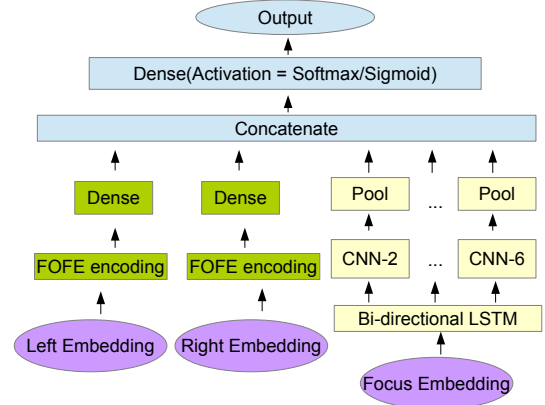 Output
Dense(Activation = Softmax/Sigmoid)
Concatenate
Dense Dense Pool ... Pool
FOFE encoding FOFE encoding CNN-2 ... CNN-6
Bi-directional LSTM
Left Embedding Right Embedding
Focus Embedding